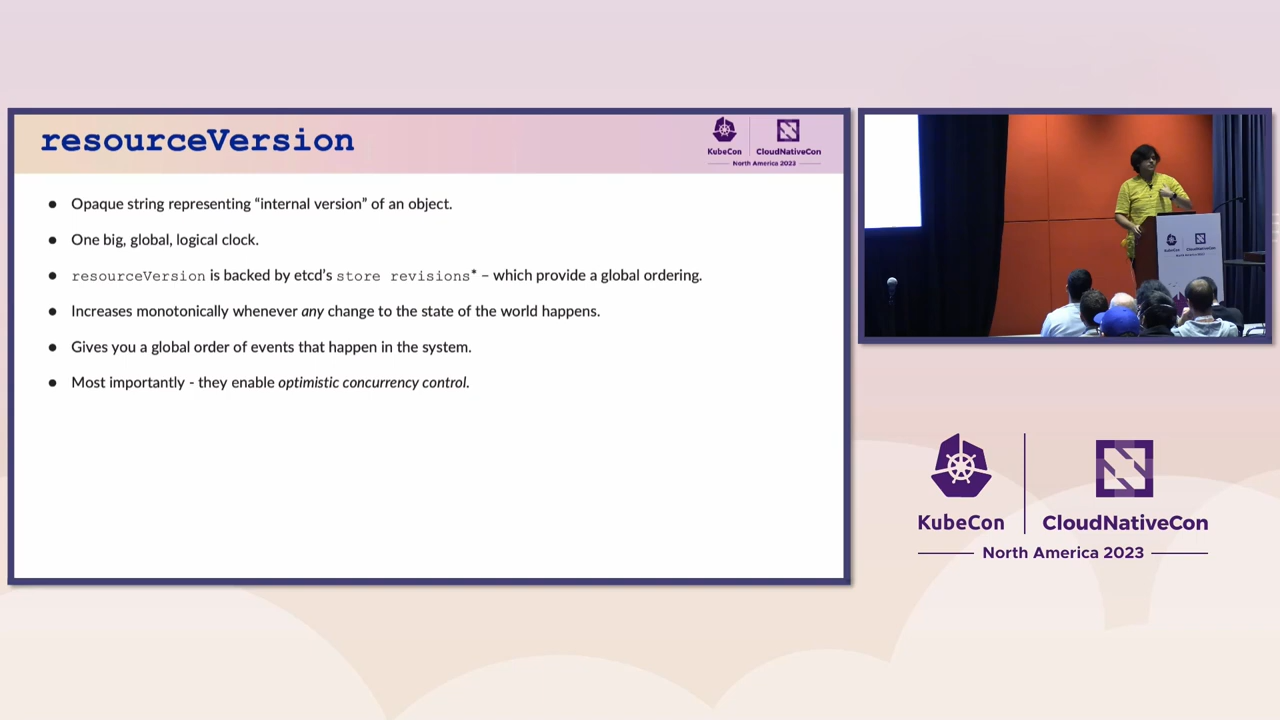 resourceVersion
KubeCon
CloudNativeCon
North America 2023
● Opaque string representing “internal version” of an object.
● One big, global, logical clock.
● resourceVersion is backed by etcd’s store revisions* – which provide a global ordering.
● Increases monotonically whenever any change to the state of the world happens.
● Gives you a global order of events that happen in the system.
● Most importantly - they enable optimistic concurrency control.
KubeCon
CloudNativeCon
North America 2023